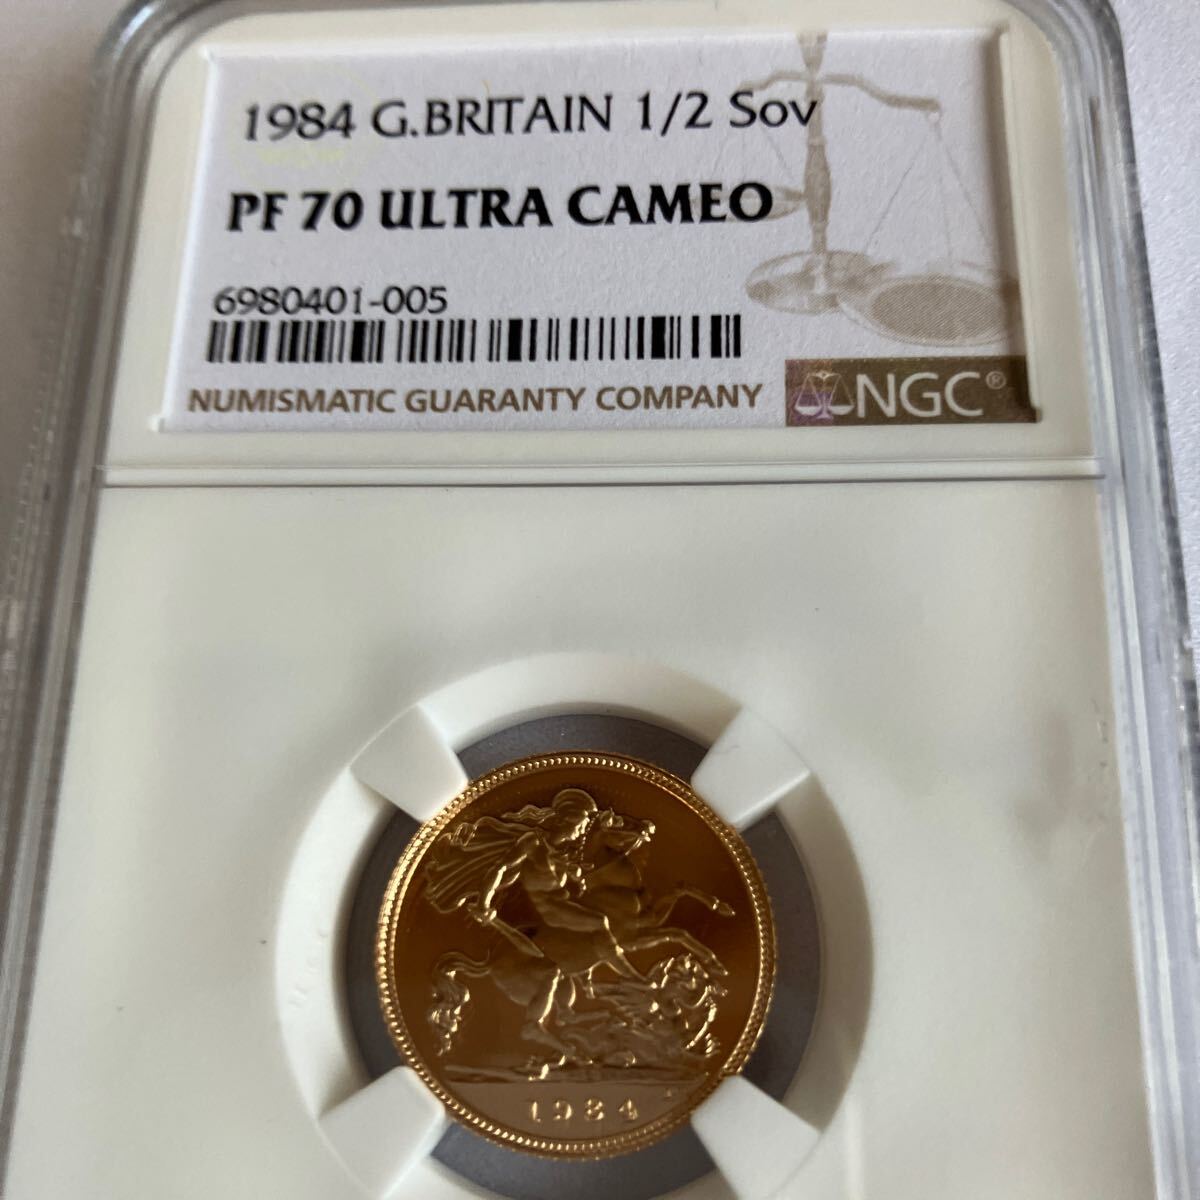 1984 G.BRITAIN 1/2 Sov
PF 70 ULTRA CAMEO
6980401-005
NUMISMATIC GUARANTY COMPANY
NGC®
1984